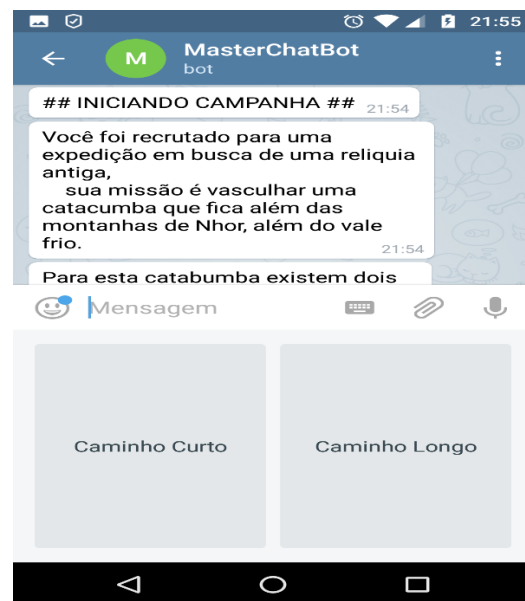 21:55
M
MasterChatBot
bot
## INICIANDO CAMPANHA ## 21:54
Você foi recrutado para uma
expedição em busca de uma reliquia
antiga,
sua missão é vasculhar uma
catacumba que fica além das
montanhas de Nhor, além do vale
frio.
21:54
Para esta catabumba existem dois
Mensagem
Caminho Curto
Caminho Longo